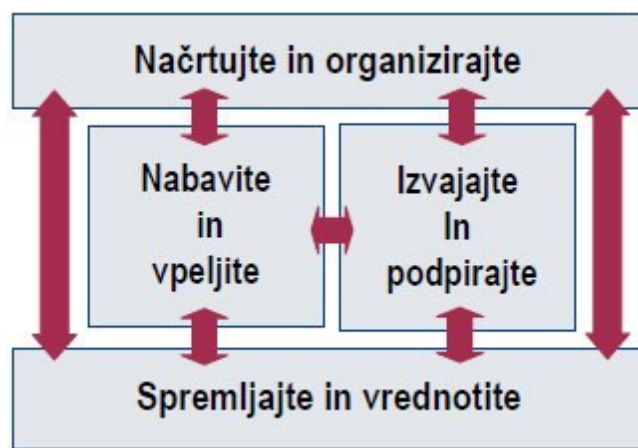 Načrtujte in organizirajte
Nabavite
in
vpeljite
Izvajajte
In
podpirajte
Spremljajte in vrednotite